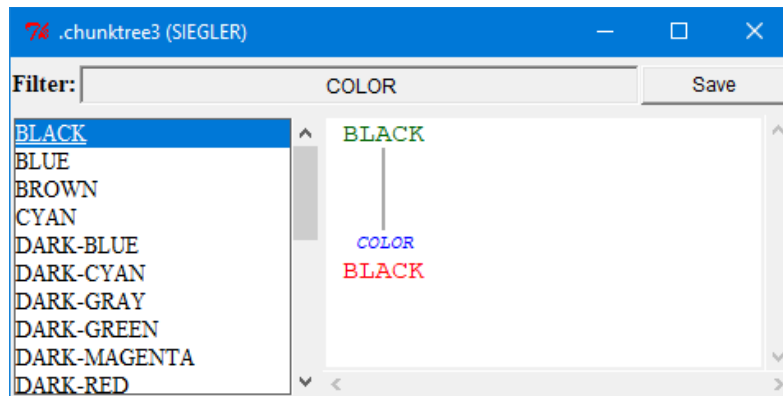 .chunktree3 (SIEGLER)
Filter: COLOR Save
BLACK
BLUE
BROWN
CYAN
DARK-BLUE
DARK-CYAN
DARK-GRAY
DARK-GREEN
DARK-MAGENTA
DARK-RED
BLACK
COLOR
BLACK